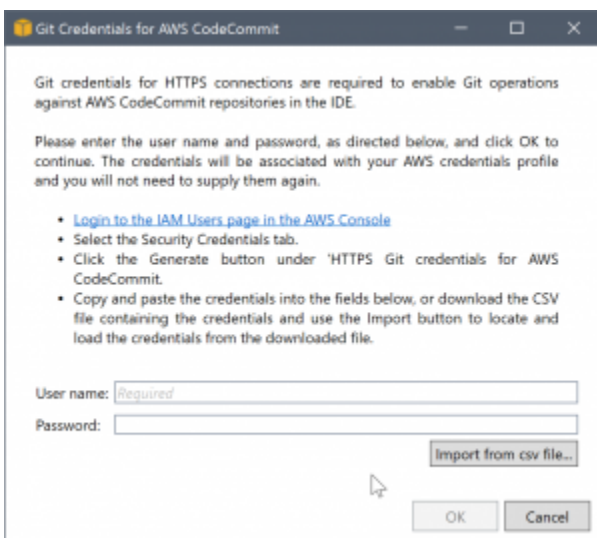 Git Credentials for AWS CodeCommit
Git credentials for HTTPS connections are required to enable Git operations
against AWS CodeCommit repositories in the IDE.
Please enter the user name and password, as directed below, and click OK to
continue. The credentials will be associated with your AWS credentials profile
and you will not need to supply them again.
• Login to the IAM Users page in the AWS Console
• Select the Security Credentials tab.
• Click the Generate button under 'HTTPS Git credentials for AWS
CodeCommit.
• Copy and paste the credentials into the fields below, or download the CSV
file containing the credentials and use the Import button to locate and
load the credentials from the downloaded file.
User name: Required
Password:
Import from csv file...
OK Cancel